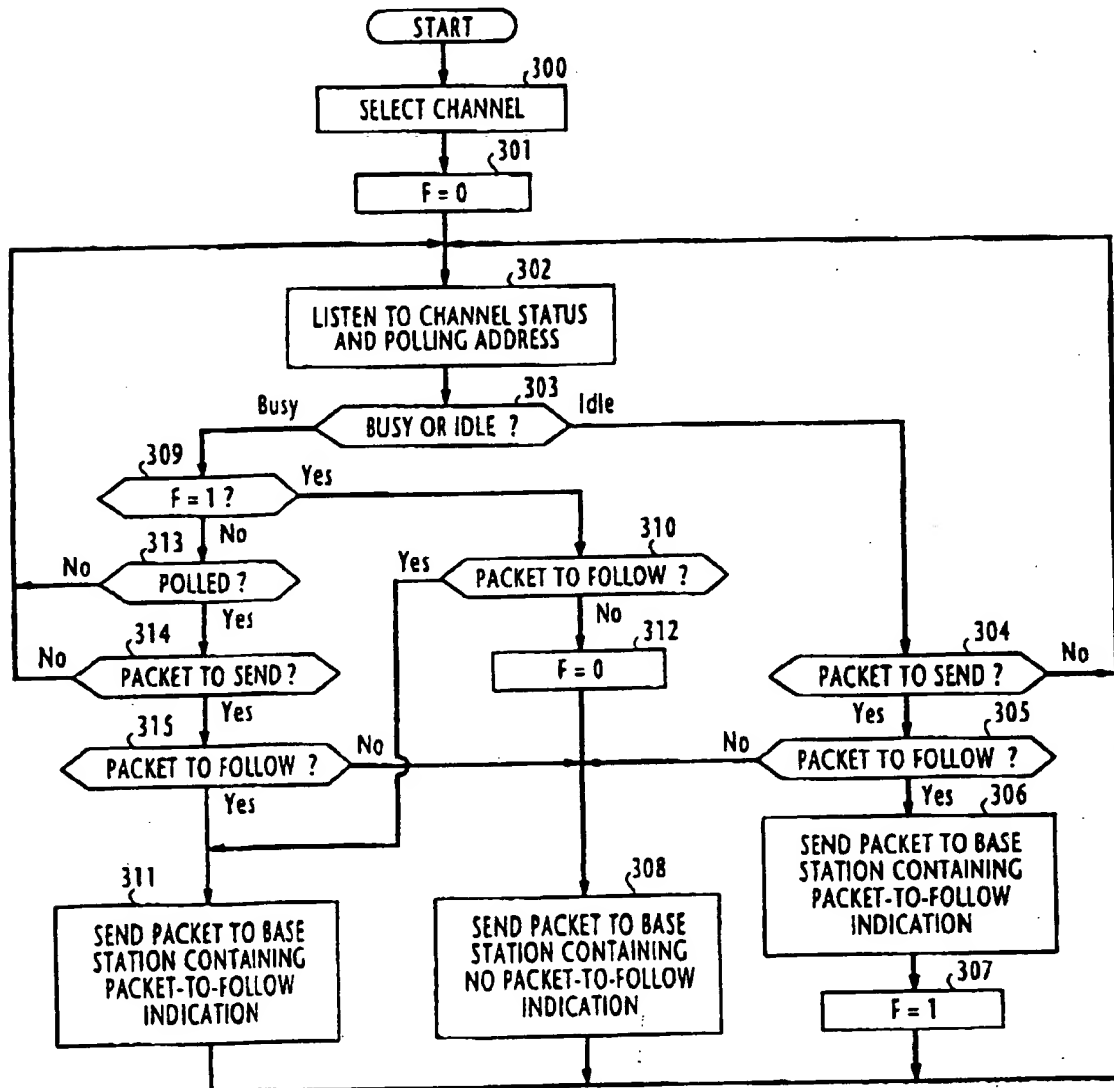 START
300
SELECT CHANNEL
301
F = 0
302
LISTEN TO CHANNEL STATUS
AND POLLING ADDRESS
303
Busy
BUSY OR IDLE ?
Idle
309
F = 1 ?
Yes
No
313
No
POLLED ?
Yes
310
Yes
PACKET TO FOLLOW ?
No
312
F = 0
314
No
PACKET TO SEND ?
Yes
304
PACKET TO SEND ?
No
Yes
315
PACKET TO FOLLOW ?
No
Yes
305
No
PACKET TO FOLLOW ?
Yes
306
SEND PACKET TO BASE
STATION CONTAINING
PACKET-TO-FOLLOW
INDICATION
311
SEND PACKET TO BASE
STATION CONTAINING
PACKET-TO-FOLLOW
INDICATION
308
SEND PACKET TO BASE
STATION CONTAINING
NO PACKET-TO-FOLLOW
INDICATION
307
F = 1